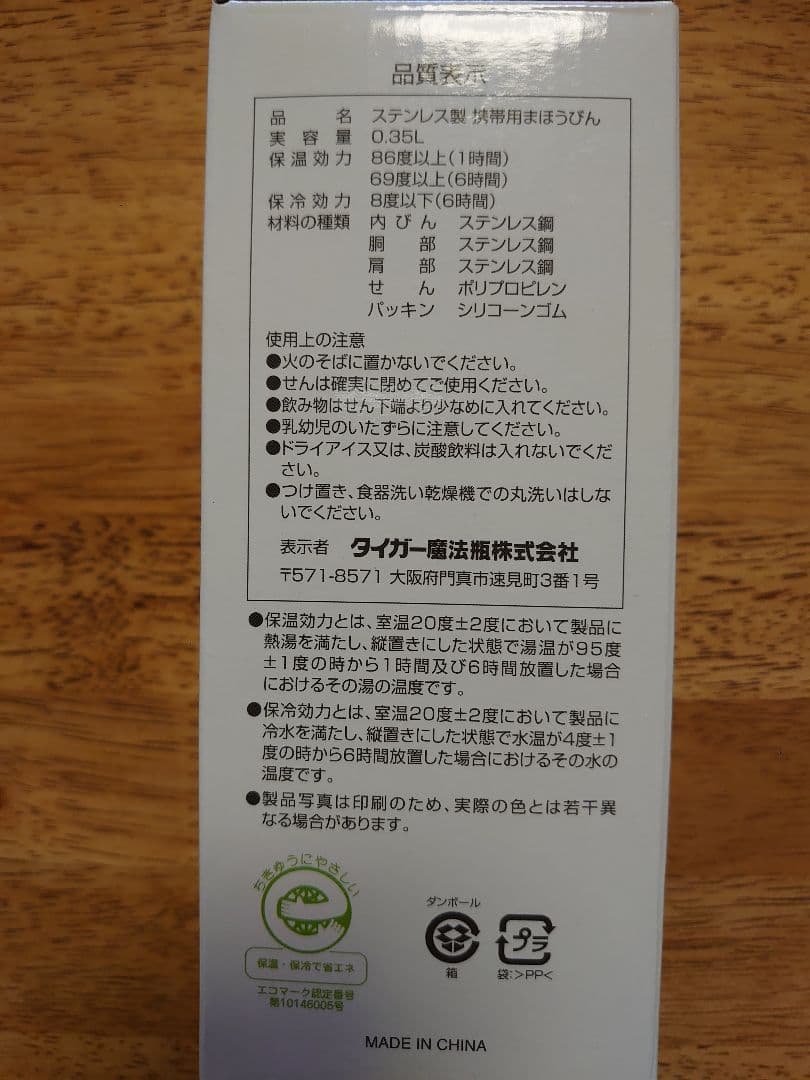 品質表示
品名 ステンレス製 携帯用まほうびん
実容量 0.35L
保温効力 86度以上(1時間)
69度以上(6時間)
保冷効力 8度以下(6時間)
材料の種類 内びん ステンレス鋼
胴部 ステンレス鋼
肩部 ステンレス鋼
せん ポリプロピレン
パッキン シリコーンゴム
使用上の注意
●火のそばに置かないでください。
●せんは確実に閉めてご使用ください。
●飲み物はせん下端より少なめに入れてください。
●乳幼児のいたずらに注意してください。
●ドライアイス又は、炭酸飲料は入れないでくだ
さい。
●つけ置き、食器洗い乾燥機での丸洗いはしな
いでください。
表示者 タイガー魔法瓶株式会社
〒571-8571 大阪府門真市速見町3番1号
●保温効力とは、室温20度±2度において製品に
熱湯を満たし、縦置きにした状態で湯温が95度
±1度の時から1時間及び6時間放置した場合
におけるその湯の温度です。
●保冷効力とは、室温20度±2度において製品に
冷水を満たし、縦置きにした状態で水温が4度±1
度の時から6時間放置した場合におけるその水の
温度です。
●製品写真は印刷のため、実際の色とは若干異
なる場合があります。
ちきゅうにやさしい
保温・保冷で省エネ
エコマーク認定番号
第10146005号
ダンボール
箱
プラ
袋:>PP<
MADE IN CHINA